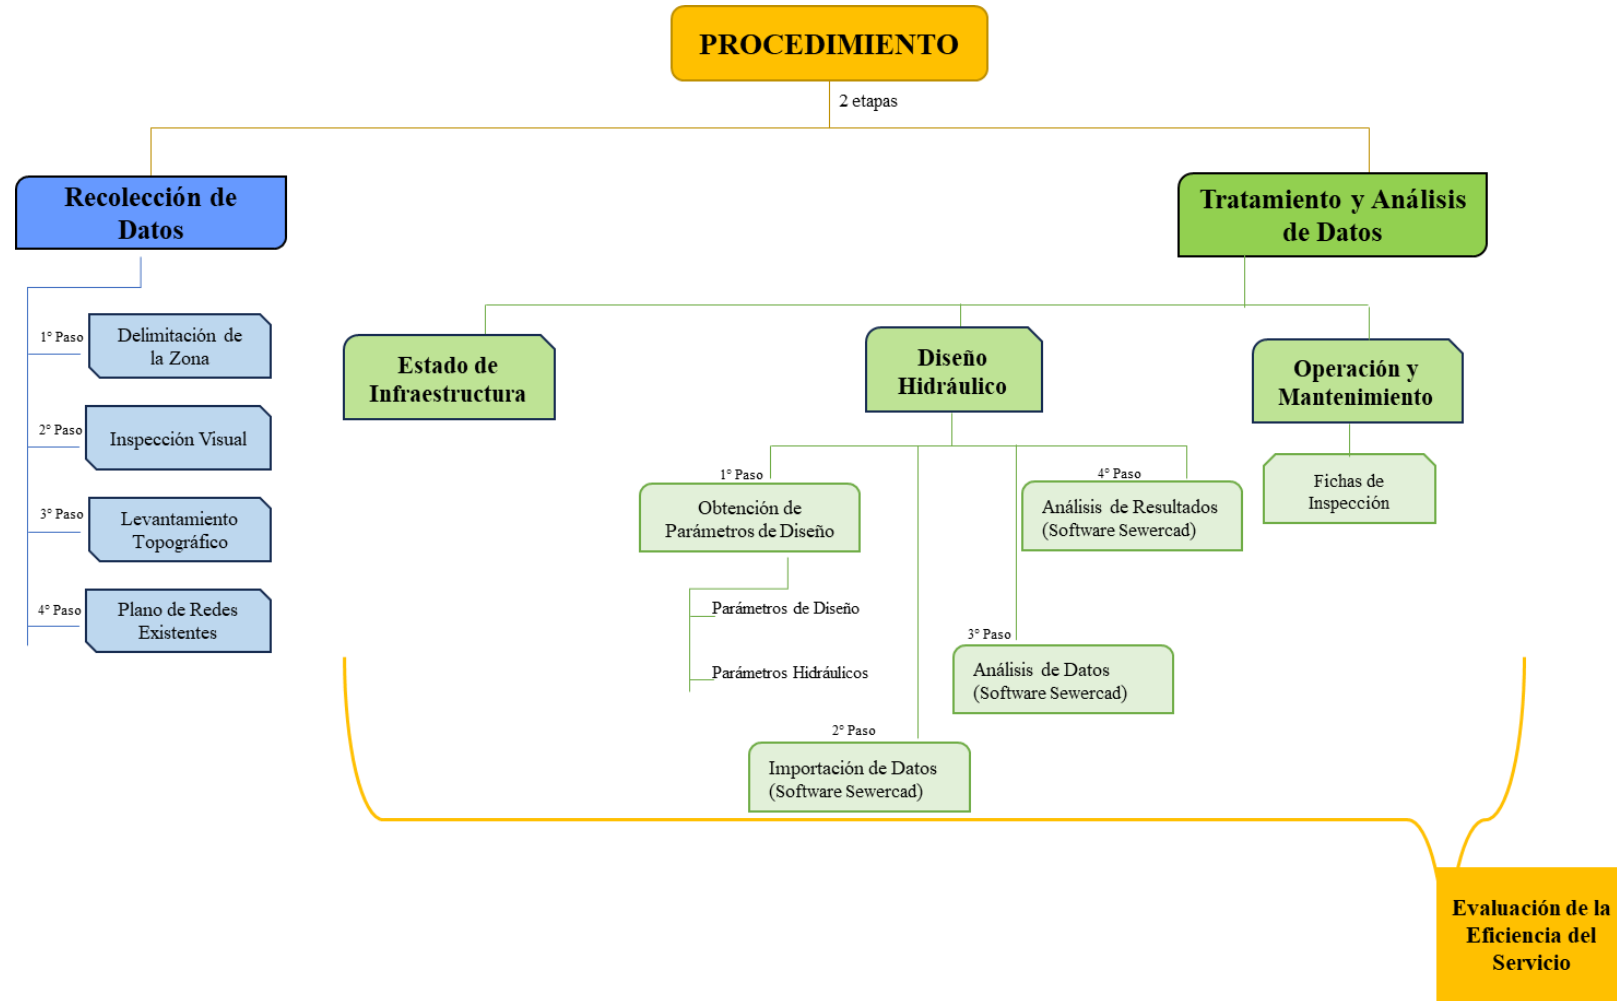 PROCEDIMIENTO
2 etapas
Recolección de
Datos
1° Paso
Delimitación de
la Zona
2° Paso
Inspección Visual
3° Paso
Levantamiento
Topográfico
4° Paso
Plano de Redes
Existentes
Tratamiento y Análisis
de Datos
Estado de
Infraestructura
Diseño
Hidráulico
1° Paso
Obtención de
Parámetros de Diseño
Parámetros de Diseño
Parámetros Hidráulicos
2° Paso
Importación de Datos
(Software Sewercad)
3° Paso
Análisis de Datos
(Software Sewercad)
4° Paso
Análisis de Resultados
(Software Sewercad)
Operación y
Mantenimiento
Fichas de
Inspección
Evaluación de la
Eficiencia del
Servicio